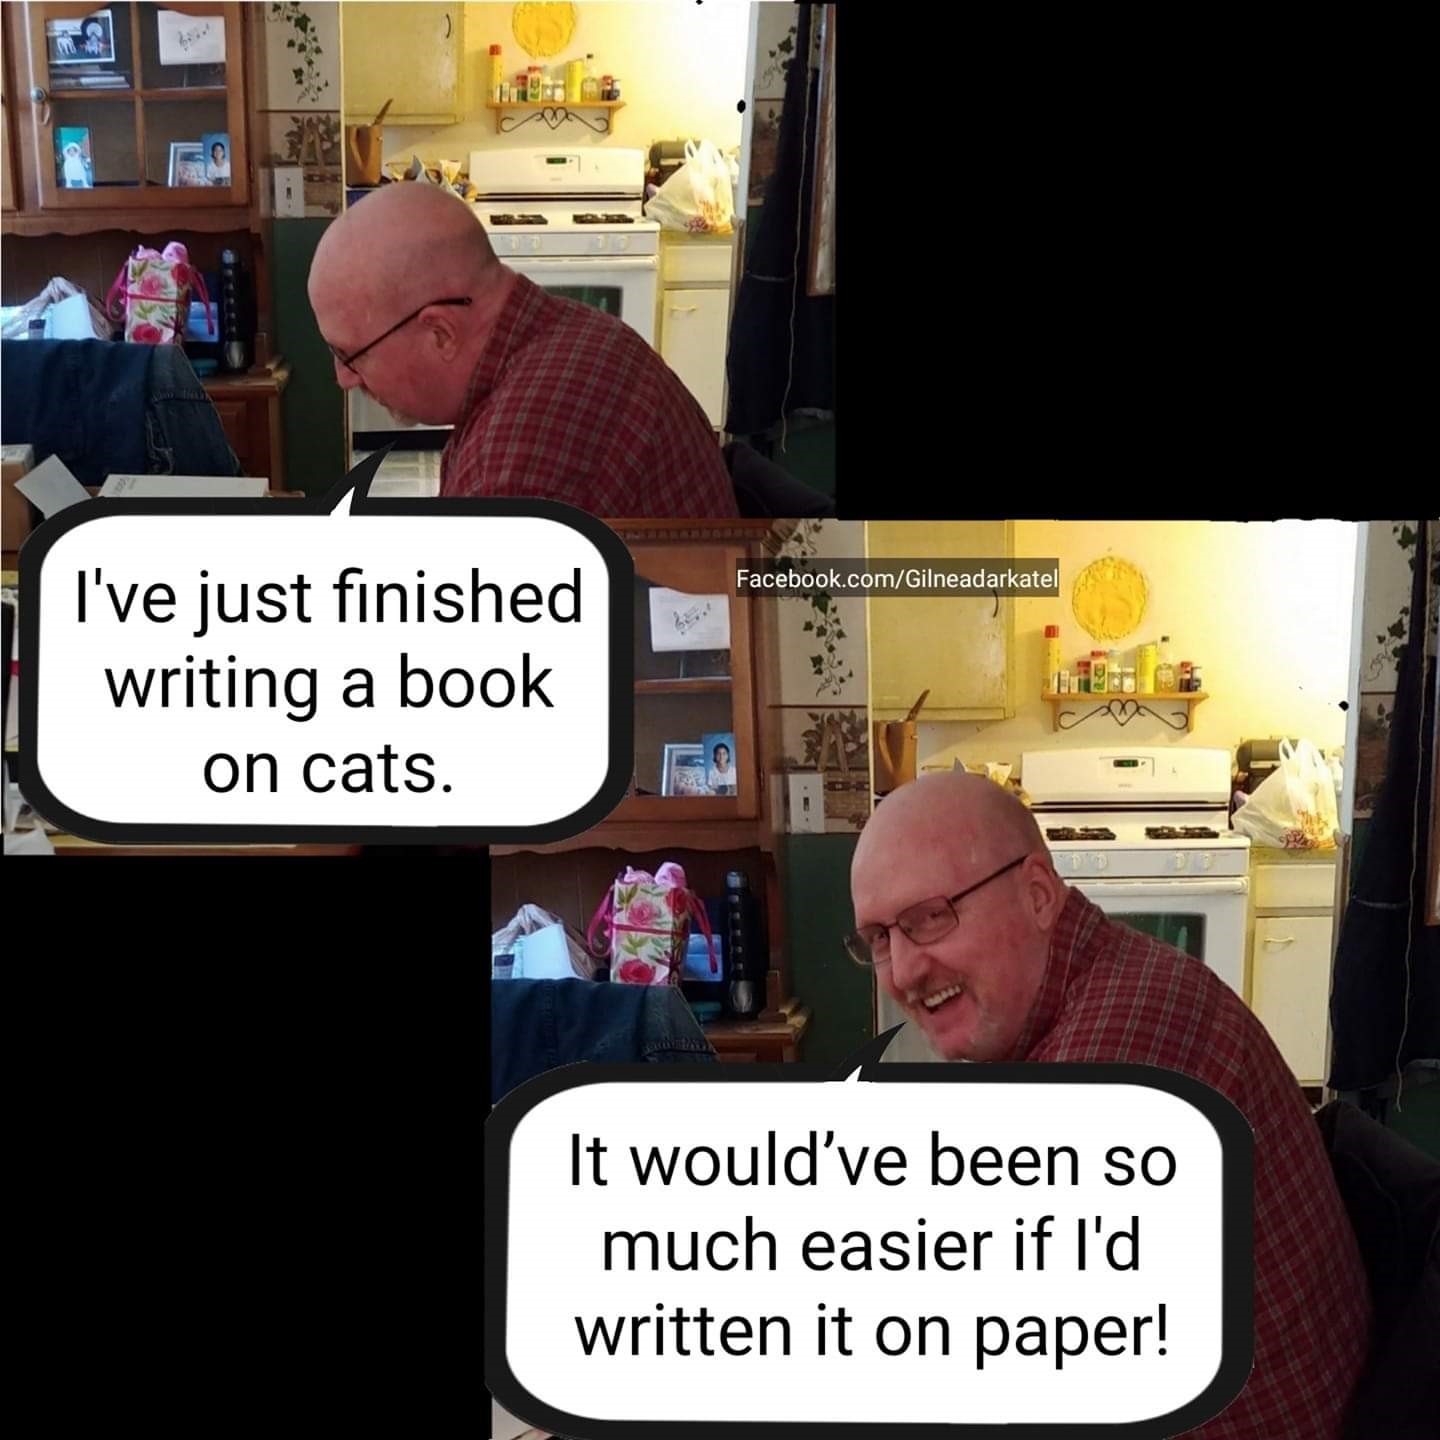 I've just finished
writing a book
on cats.
Facebook.com/Gilneadarkatel
It would’ve been so
much easier if I'd
written it on paper!